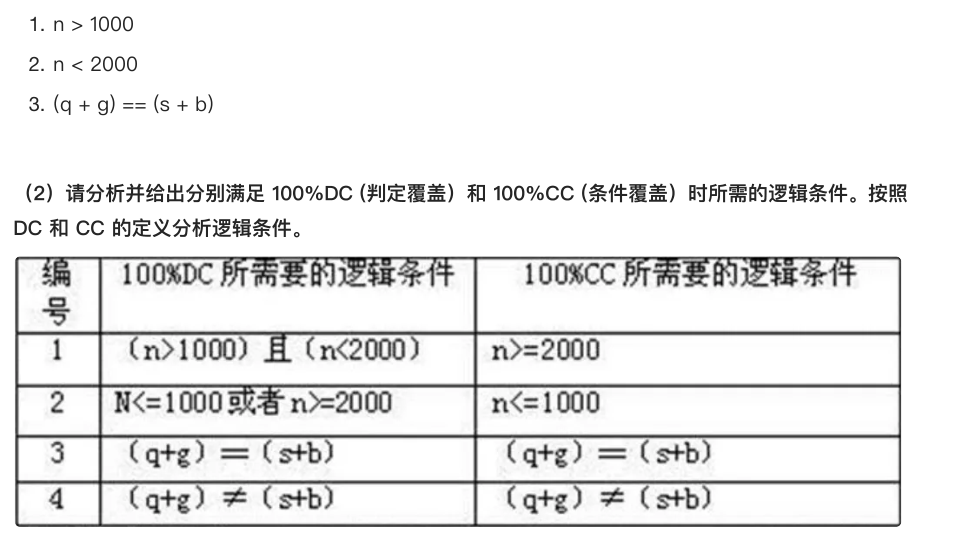 1. n > 1000
2. n < 2000
3. (q + g) == (s + b)
（2）请分析并给出分别满足 100%DC (判定覆盖）和 100%CC (条件覆盖）时所需的逻辑条件。按照
DC 和 CC 的定义分析逻辑条件。
编号 100%DC 所需要的逻辑条件 100%CC 所需要的逻辑条件
1 （n>1000）且（n<2000） n>=2000
2 N<=1000 或者 n>=2000 n<=1000
3 （q+g）＝（s+b） （q+g）＝（s+b）
4 （q+g）≠（s+b） （q+g）≠（s+b）